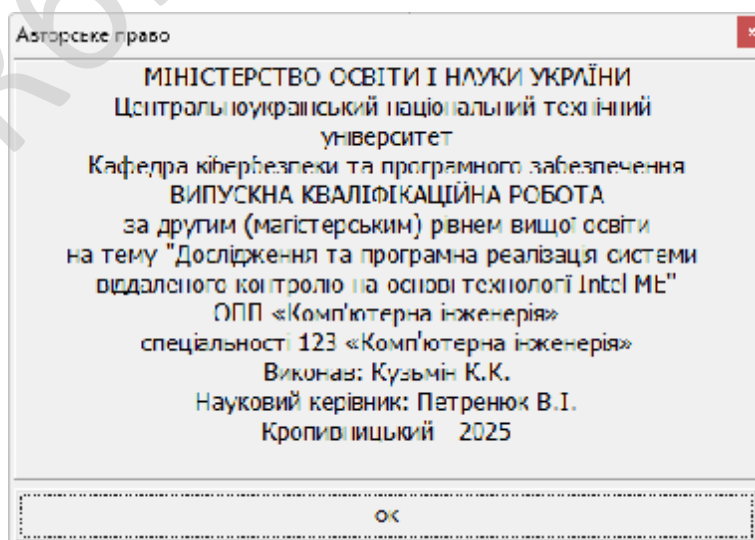 Авторське право
МІНІСТЕРСТВО ОСВІТИ І НАУКИ УКРАЇНИ
Центральноукраїнський національний технічний
університет
Кафедра кібербезпеки та програмного забезпечення
ВИПУСКНА КВАЛІФІКАЦІЙНА РОБОТА
за другим (магістерським) рівнем вищої освіти
на тему "Дослідження та програмна реалізація системи
віддаленого контролю на основі технології Intel ME"
ОПП «Комп'ютерна інженерія»
спеціальності 123 «Комп'ютерна інженерія»
Виконав: Кузьмін К.К.
Науковий керівник: Петренюк В.І.
Кропивницький 2025
ОК